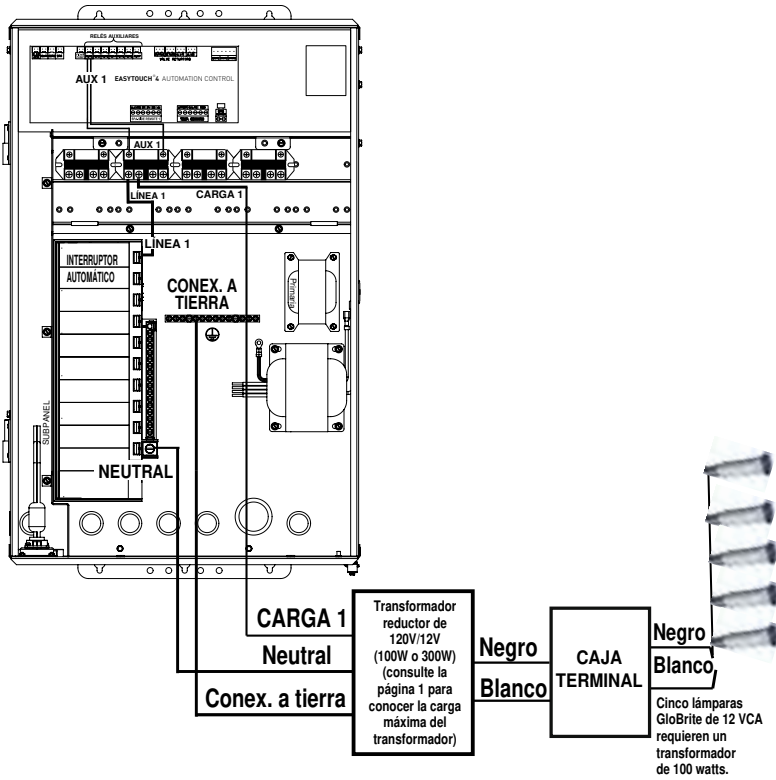 RELÉS AUXILIARES
VALVE ACTUATORS
AUX 1
EASYTOUCH®4 AUTOMATION CONTROL
AUX 1
LÍNEA 1
CARGA 1
LÍNEA 1
INTERRUPTOR
AUTOMÁTICO
CONEX. A
TIERRA
Primaria
SUBPANEL
NEUTRAL
CARGA 1
Neutral
Conex. a tierra
Transformador
reductor de
120V/12V
(100W o 300W)
(consulte la
página 1 para
conocer la carga
máxima del
transformador)
Negro
Blanco
CAJA
TERMINAL
Negro
Blanco
Cinco lámparas
GloBrite de 12 VCA
requieren un
transformador
de 100 watts.